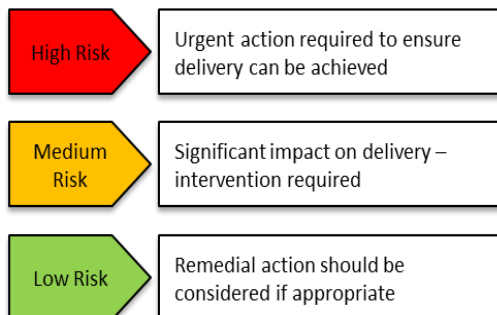 High Risk
Urgent action required to ensure
delivery can be achieved
Medium
Risk
Significant impact on delivery –
intervention required
Low Risk
Remedial action should be
considered if appropriate